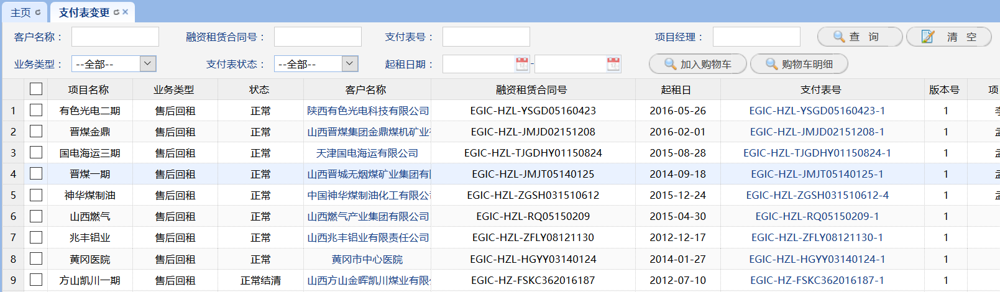 主页 支付表变更
客户名称： 融资租赁合同号： 支付表号： 项目经理： 查 询 清 空
业务类型： --全部-- 支付表状态： --全部-- 起租日期： - 加入购物车 购物车明细
项目名称 业务类型 状态 客户名称 融资租赁合同号 起租日 支付表号 版本号 项
1 有色光电二期 售后回租 正常 陕西有色光电科技有限公司 EGIC-HZL-YSGD05160423 2016-05-26 EGIC-HZL-YSGD05160423-1 1
2 晋煤金鼎 售后回租 正常 山西晋煤集团金鼎煤机矿业 EGIC-HZL-JMJD02151208 2016-02-01 EGIC-HZL-JMJD02151208-1 1
3 国电海运三期 售后回租 正常 天津国电海运有限公司 EGIC-HZL-TJGDHY01150824 2015-08-28 EGIC-HZL-TJGDHY01150824-1 1
4 晋煤一期 售后回租 正常 山西晋城无烟煤矿业集团有 EGIC-HZL-JMJT05140125 2014-09-18 EGIC-HZL-JMJT05140125-1 1
5 神华煤制油 售后回租 正常 中国神华煤制油化工有限公 EGIC-HZL-ZGSH031510612 2015-12-24 EGIC-HZL-ZGSH031510612-4 1
6 山西燃气 售后回租 正常 山西燃气产业集团有限公司 EGIC-HZL-RQ05150209 2015-04-30 EGIC-HZL-RQ05150209-1 1
7 兆丰铝业 售后回租 正常 山西兆丰铝业有限责任公司 EGIC-HZL-ZFLY08121130 2012-12-17 EGIC-HZL-ZFLY08121130-1 1
8 黄冈医院 售后回租 正常 黄冈市中心医院 EGIC-HZL-HGYY03140124 2014-01-27 EGIC-HZL-HGYY03140124-1 1
9 方山凯川一期 售后回租 正常结清 山西方山金晖凯川煤业有限 EGIC-HZ-FSKC362016187 2012-07-10 EGIC-HZ-FSKC362016187-1 1